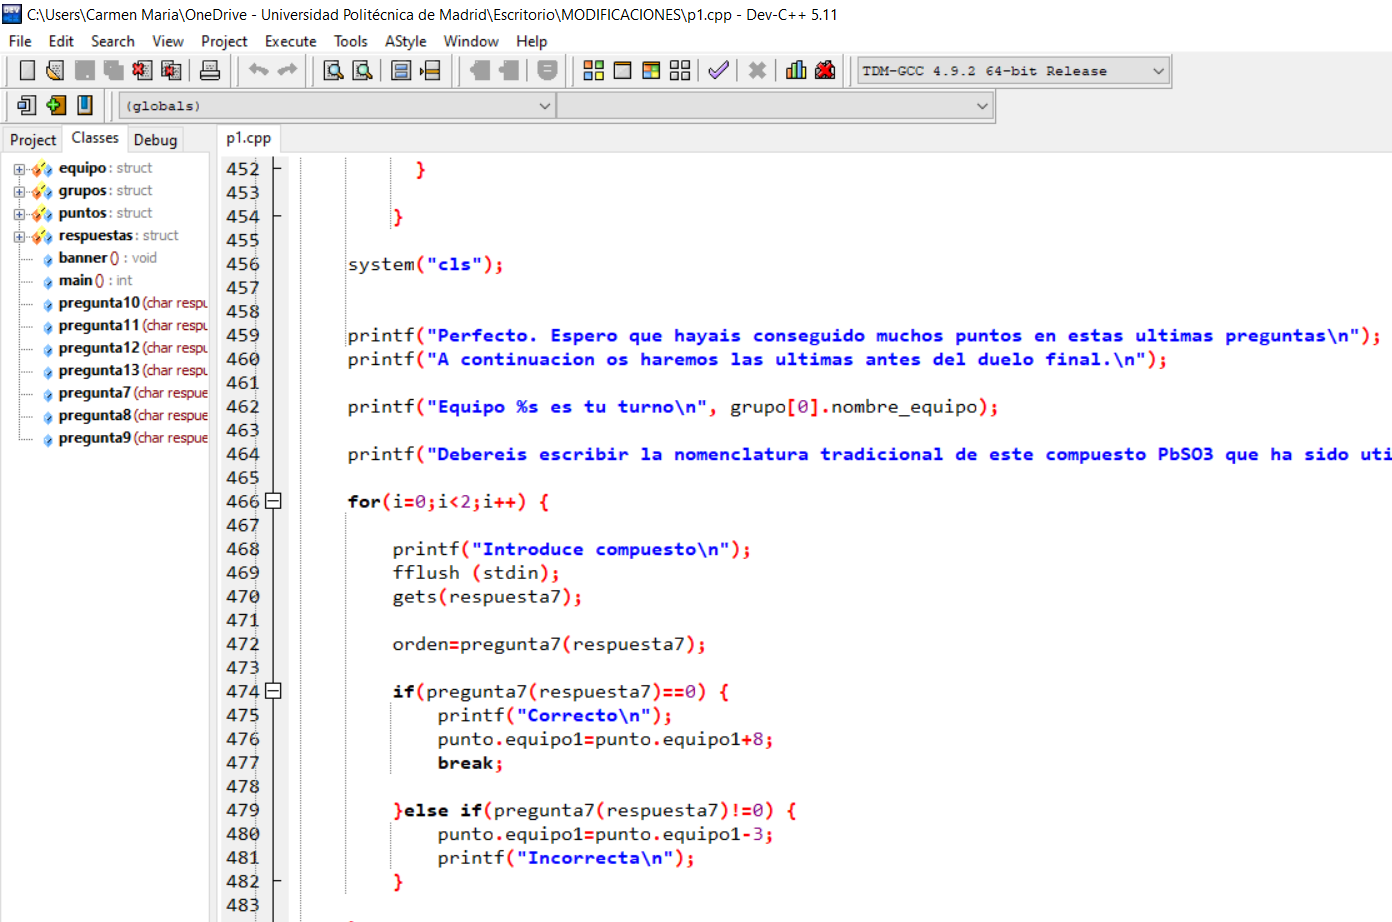 C:\Users\Carmen Maria\OneDrive - Universidad Politécnica de Madrid\Escritorio\MODIFICACIONES\p1.cpp - Dev-C++ 5.11
File Edit Search View Project Execute Tools AStyle Window Help
TDM-GCC 4.9.2 64-bit Release
(globals)
Project Classes Debug
p1.cpp
equipo : struct
grupos : struct
puntos : struct
respuestas : struct
banner () : void
main () : int
pregunta10 (char respu
pregunta11 (char respu
pregunta12 (char respu
pregunta13 (char respu
pregunta7 (char respue
pregunta8 (char respue
pregunta9 (char respue
452 }
453
454 }
455
456 system("cls");
457
458
459 printf("Perfecto. Espero que hayais conseguido muchos puntos en estas ultimas preguntas\n");
460 printf("A continuacion os haremos las ultimas antes del duelo final.\n");
461
462 printf("Equipo %s es tu turno\n", grupo[0].nombre_equipo);
463
464 printf("Debereis escribir la nomenclatura tradicional de este compuesto PbSO3 que ha sido uti
465
466 for(i=0;i<2;i++) {
467
468 printf("Introduce compuesto\n");
469 fflush (stdin);
470 gets(respuesta7);
471
472 orden=pregunta7(respuesta7);
473
474 if(pregunta7(respuesta7)==0) {
475 printf("Correcto\n");
476 punto.equipo1=punto.equipo1+8;
477 break;
478
479 }else if(pregunta7(respuesta7)!=0) {
480 punto.equipo1=punto.equipo1-3;
481 printf("Incorrecta\n");
482 }
483